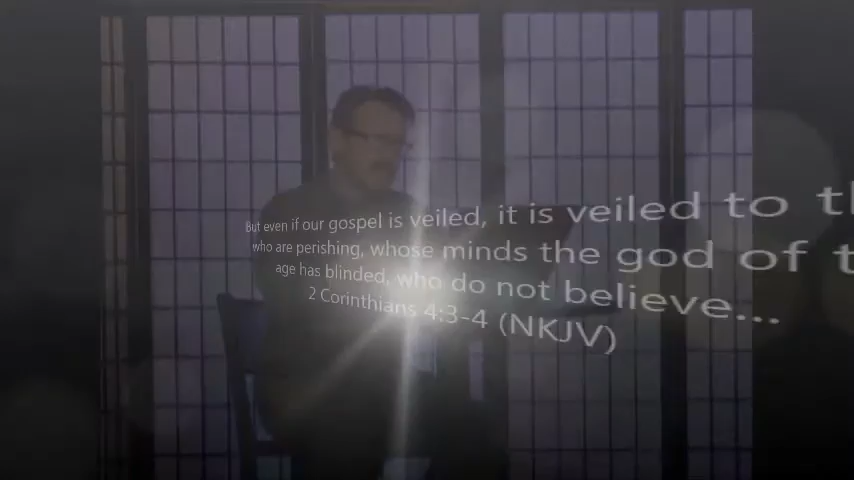 But even if our gospel is veiled, it is veiled to
who are perishing, whose minds the god of
age has blinded, who do not believe...
2 Corinthians 4:3-4 (NKJV)